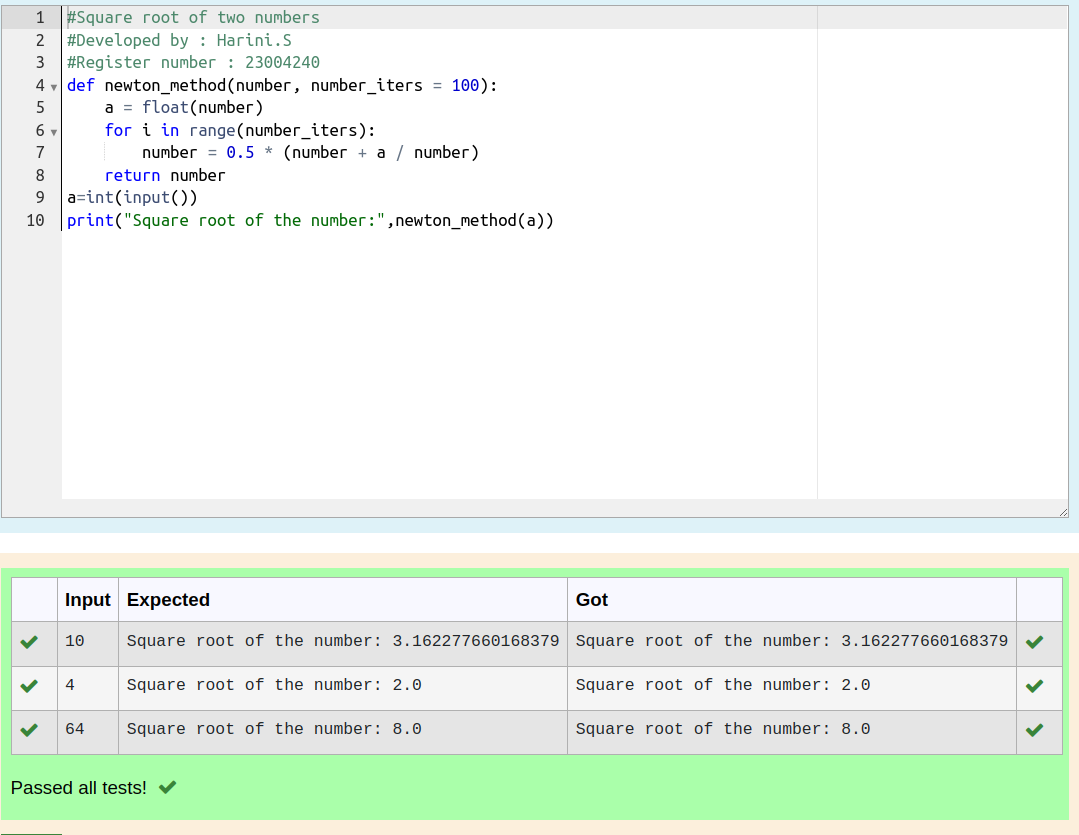 1 #Square root of two numbers
2 #Developed by : Harini.S
3 #Register number : 23004240
4 def newton_method(number, number_iters = 100):
5     a = float(number)
6     for i in range(number_iters):
7         number = 0.5 * (number + a / number)
8     return number
9 a=int(input())
10 print("Square root of the number:",newton_method(a))
Input Expected Got
10 Square root of the number: 3.162277660168379 Square root of the number: 3.162277660168379
4 Square root of the number: 2.0 Square root of the number: 2.0
64 Square root of the number: 8.0 Square root of the number: 8.0
Passed all tests!